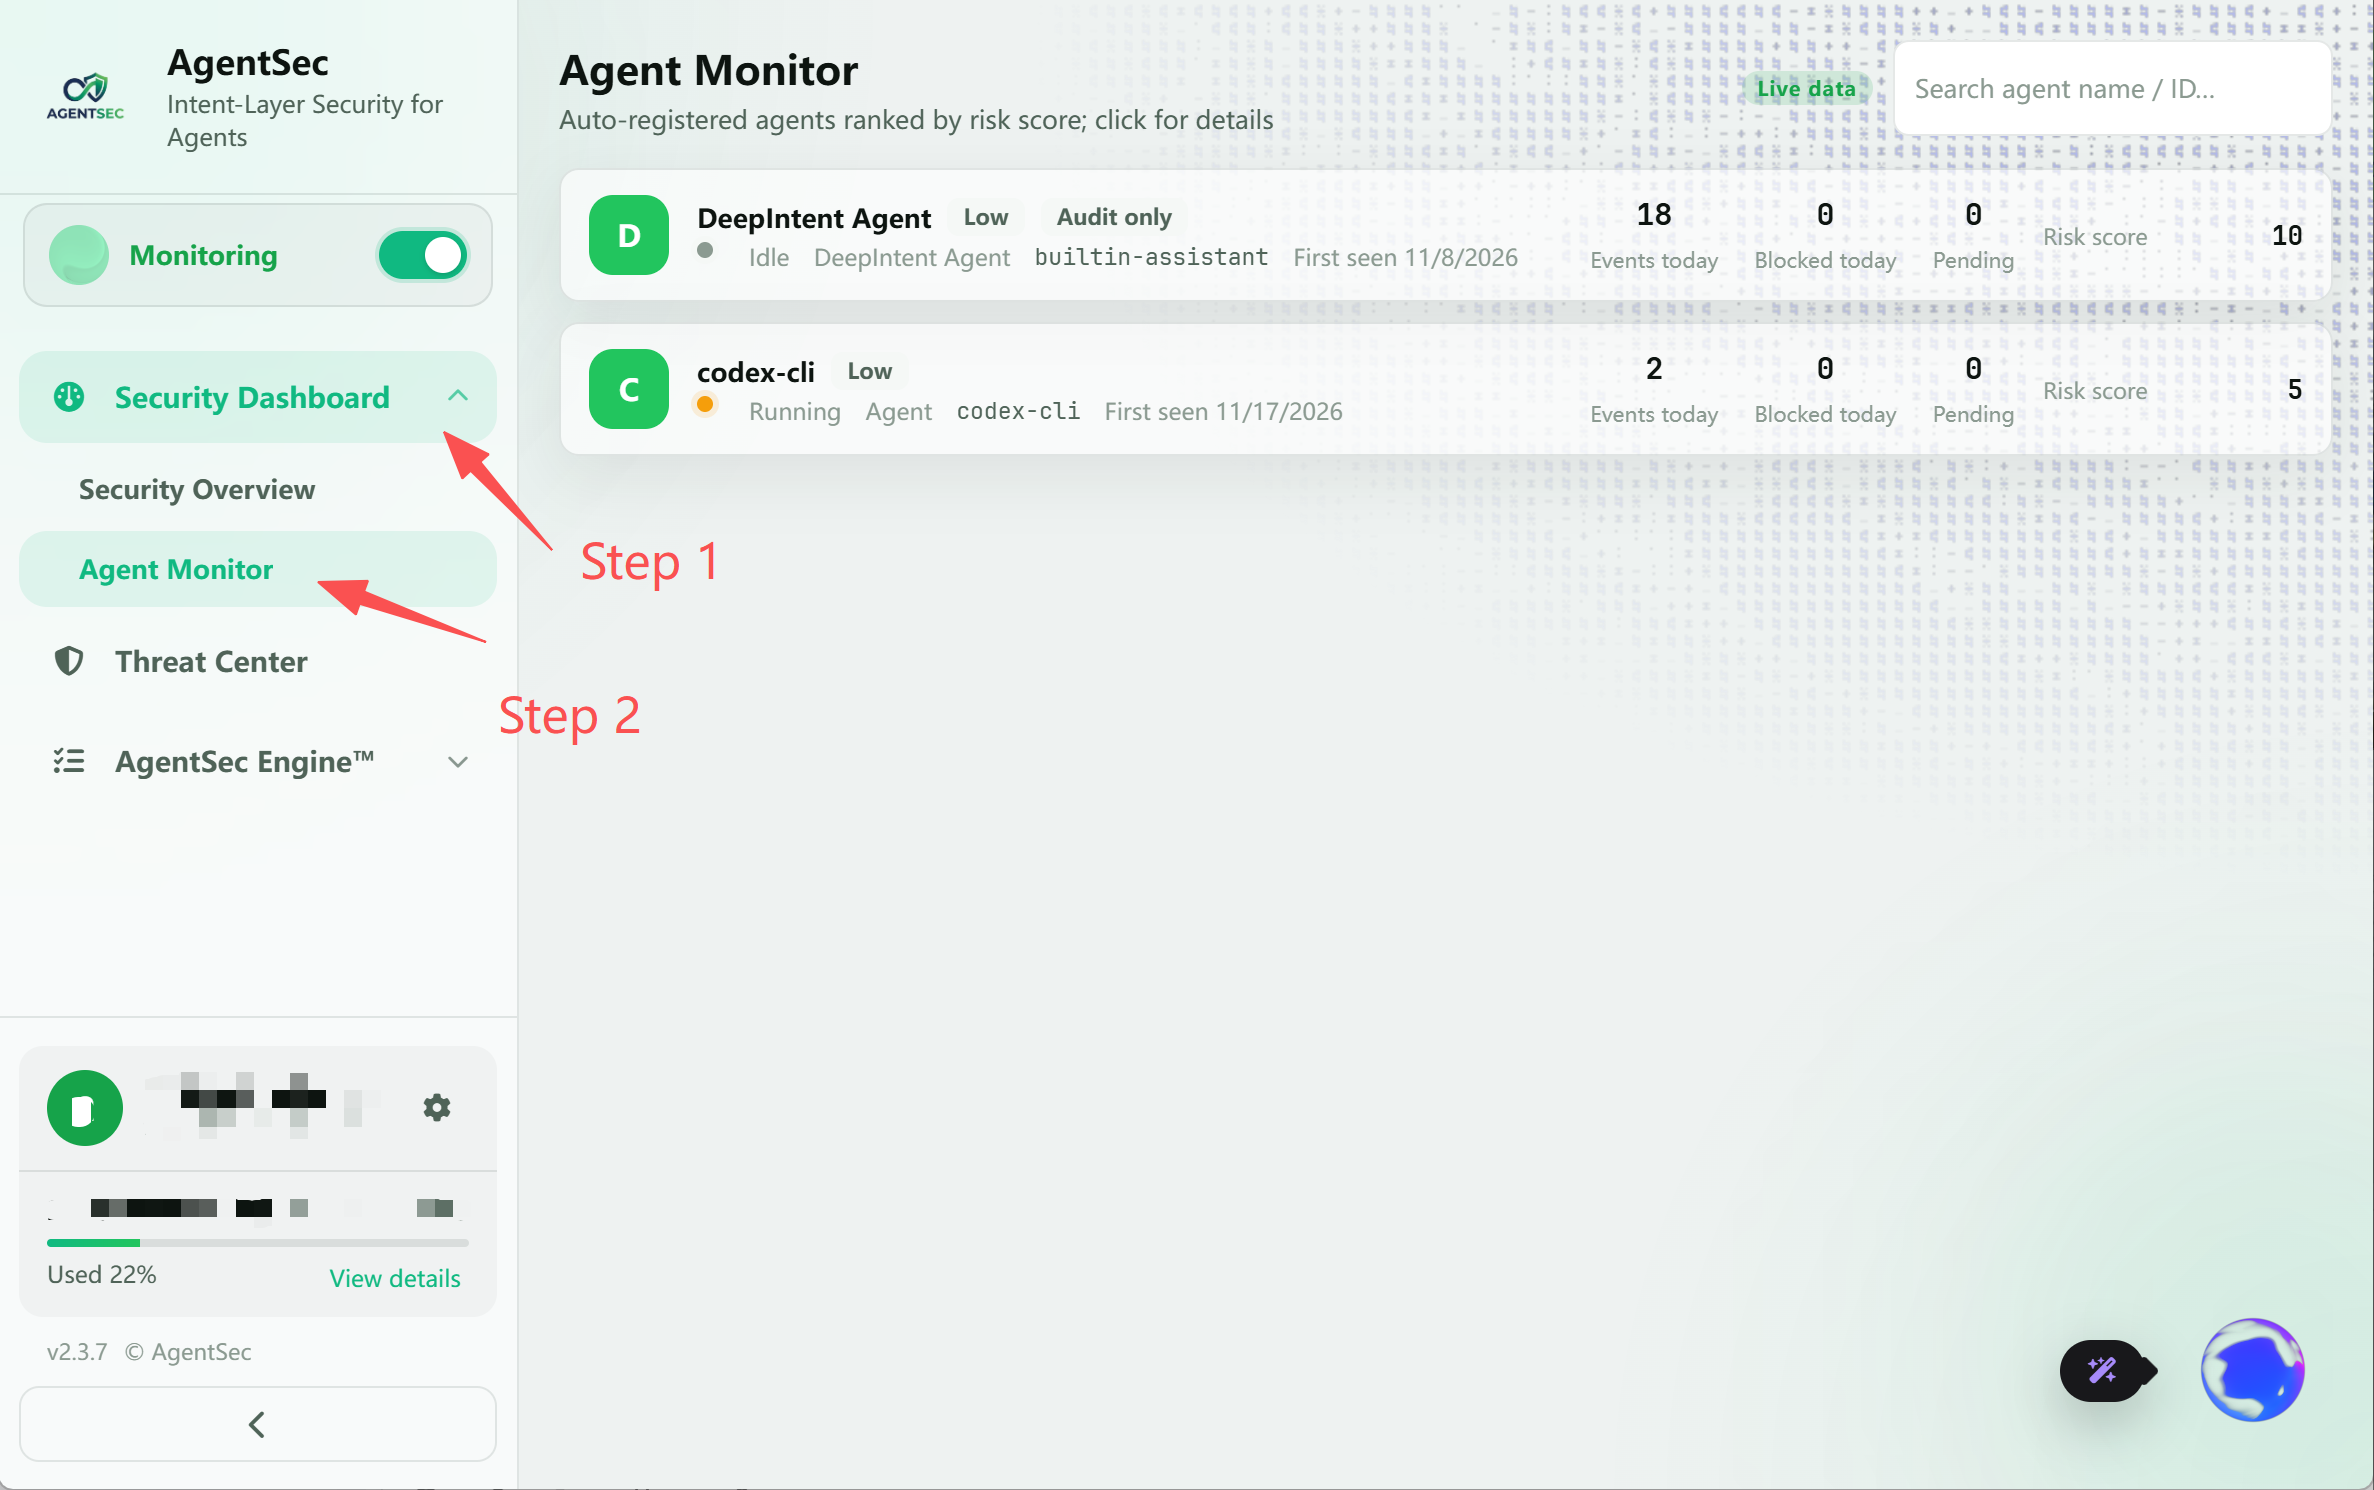 AgentSec
Intent-Layer Security for
Agents
AGENTSEC
Monitoring
Security Dashboard
Security Overview
Agent Monitor
Threat Center
AgentSec Engine™
Used 22%
View details
v2.3.7 © AgentSec
Step 1
Step 2
Agent Monitor
Auto-registered agents ranked by risk score; click for details
Live data
Search agent name / ID...
D
DeepIntent Agent Low Audit only
Idle DeepIntent Agent builtin-assistant First seen 11/8/2026
18 Events today
0 Blocked today
0 Pending
Risk score 10
C
codex-cli Low
Running Agent codex-cli First seen 11/17/2026
2 Events today
0 Blocked today
0 Pending
Risk score 5